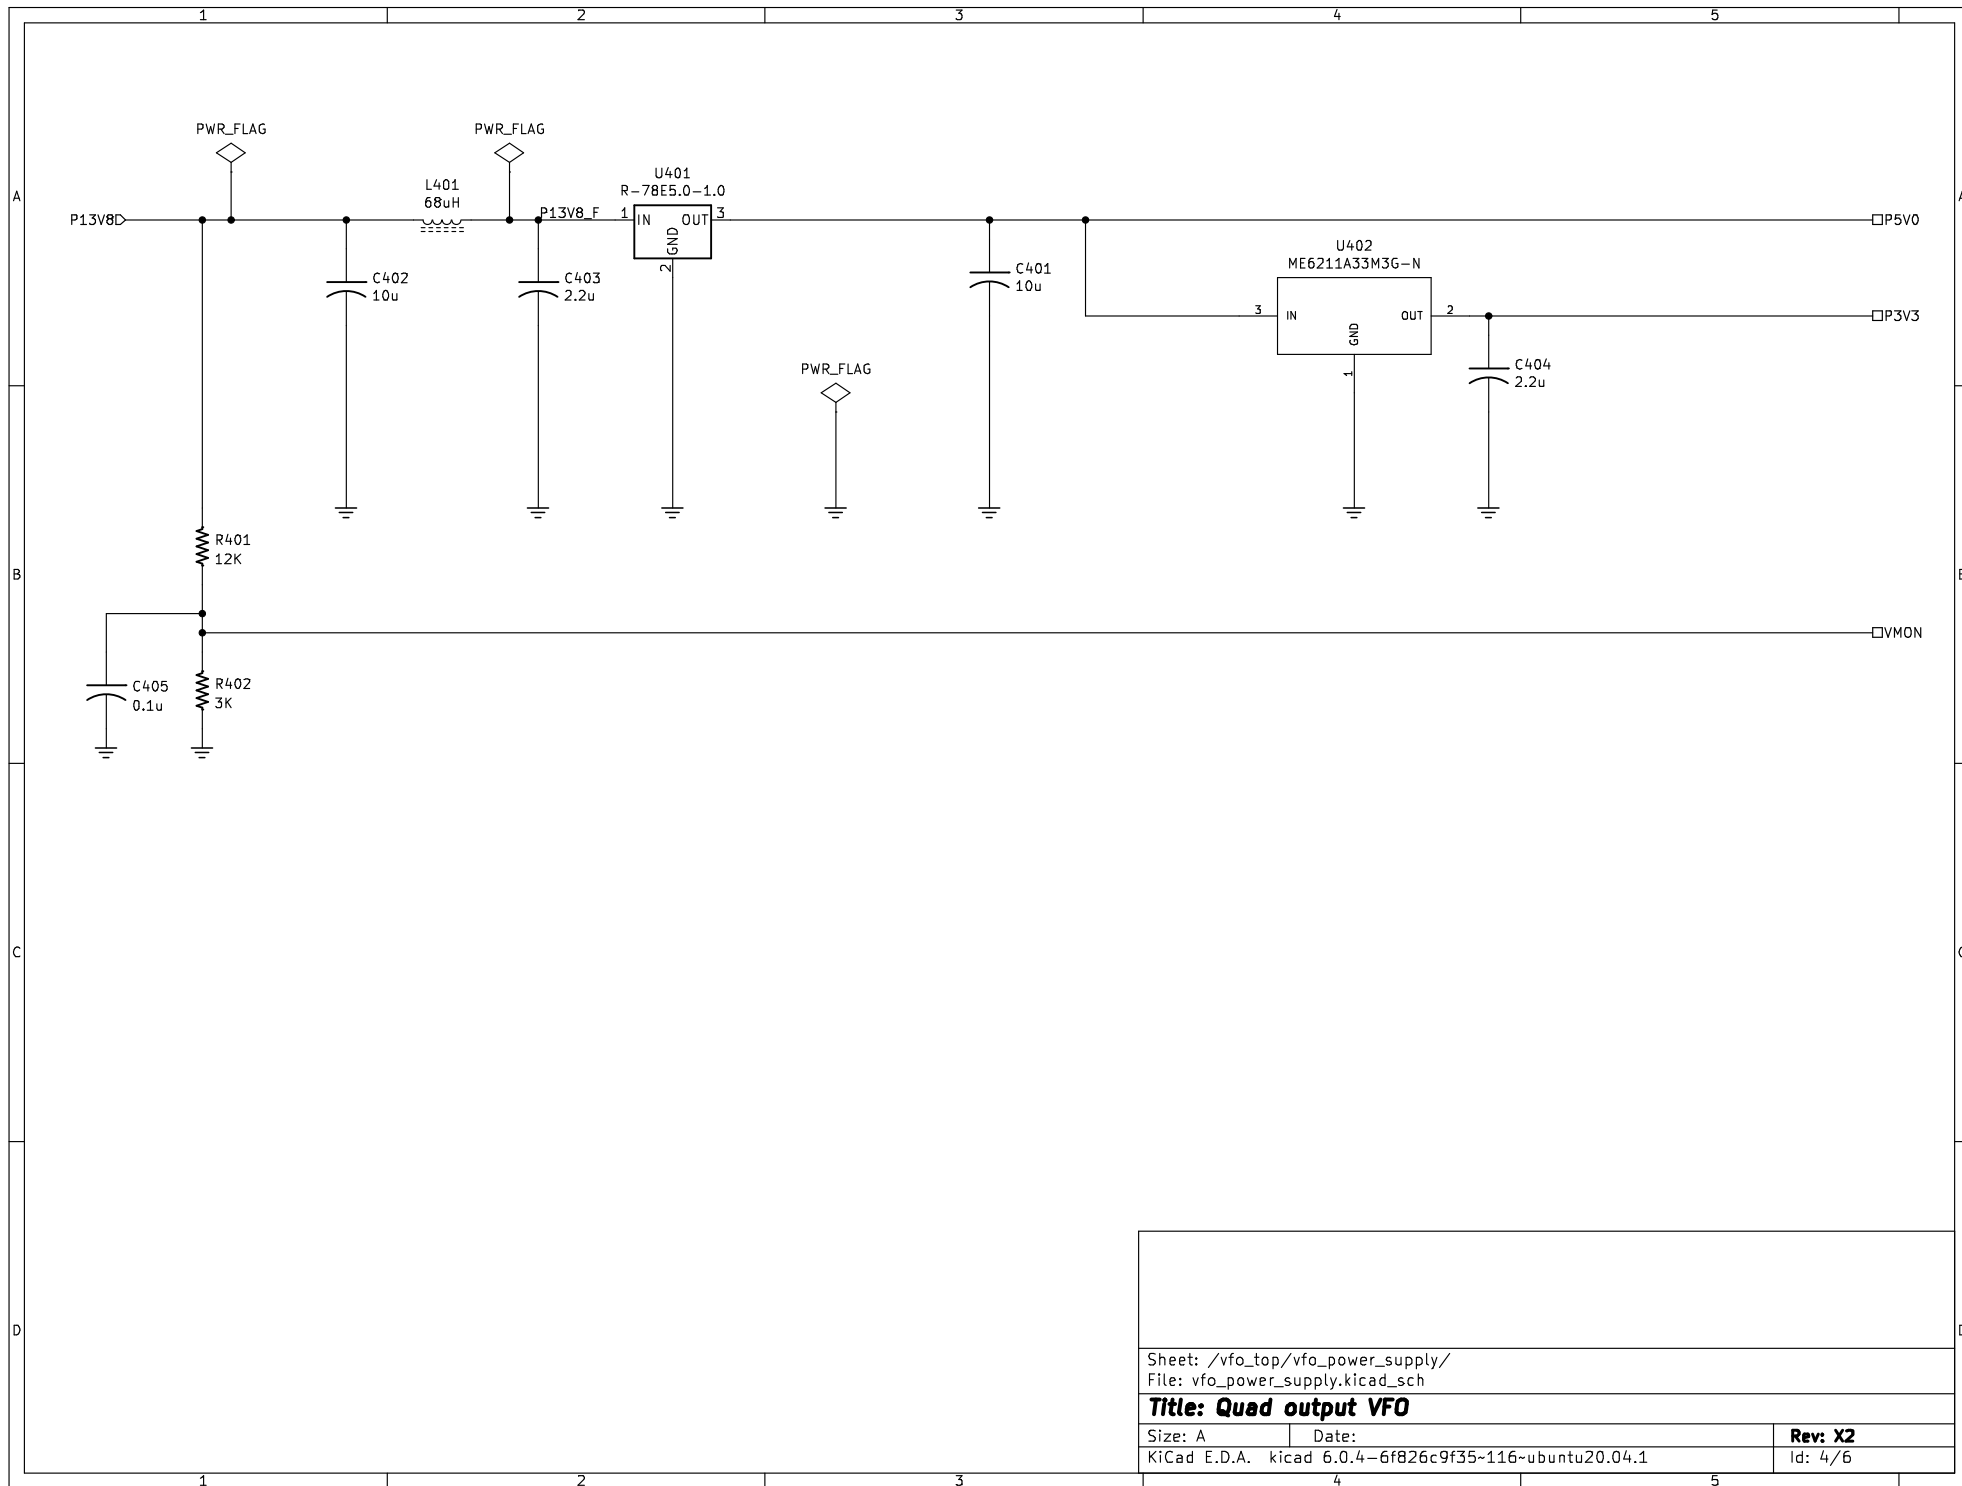 1 2 3 4 5
PWR_FLAG PWR_FLAG
U401
R-78E5.0-1.0
L401
68uH
A A
P13V8 P13V8_F 1 IN OUT 3 P5V0
GND
2
U402
ME6211A33M3G-N
C402
10u
C403
2.2u
C401
10u
3 IN OUT 2 P3V3
GND
1
PWR_FLAG
C404
2.2u
R401
12K
B
VMON
C405
0.1u
R402
3K
C
D
Sheet: /vfo_top/vfo_power_supply/
File: vfo_power_supply.kicad_sch
Title: Quad output VFO
Size: A Date: Rev: X2
KiCad E.D.A. kicad 6.0.4-6f826c9f35~116~ubuntu20.04.1 Id: 4/6
1 2 3 4 5